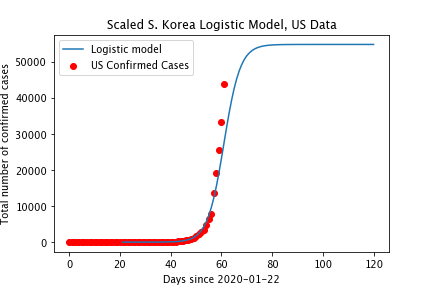 Scaled S. Korea Logistic Model, US Data
Logistic model
US Confirmed Cases
Total number of confirmed cases
50000
40000
30000
20000
10000
0
0
20
40
60
80
100
120
Days since 2020-01-22